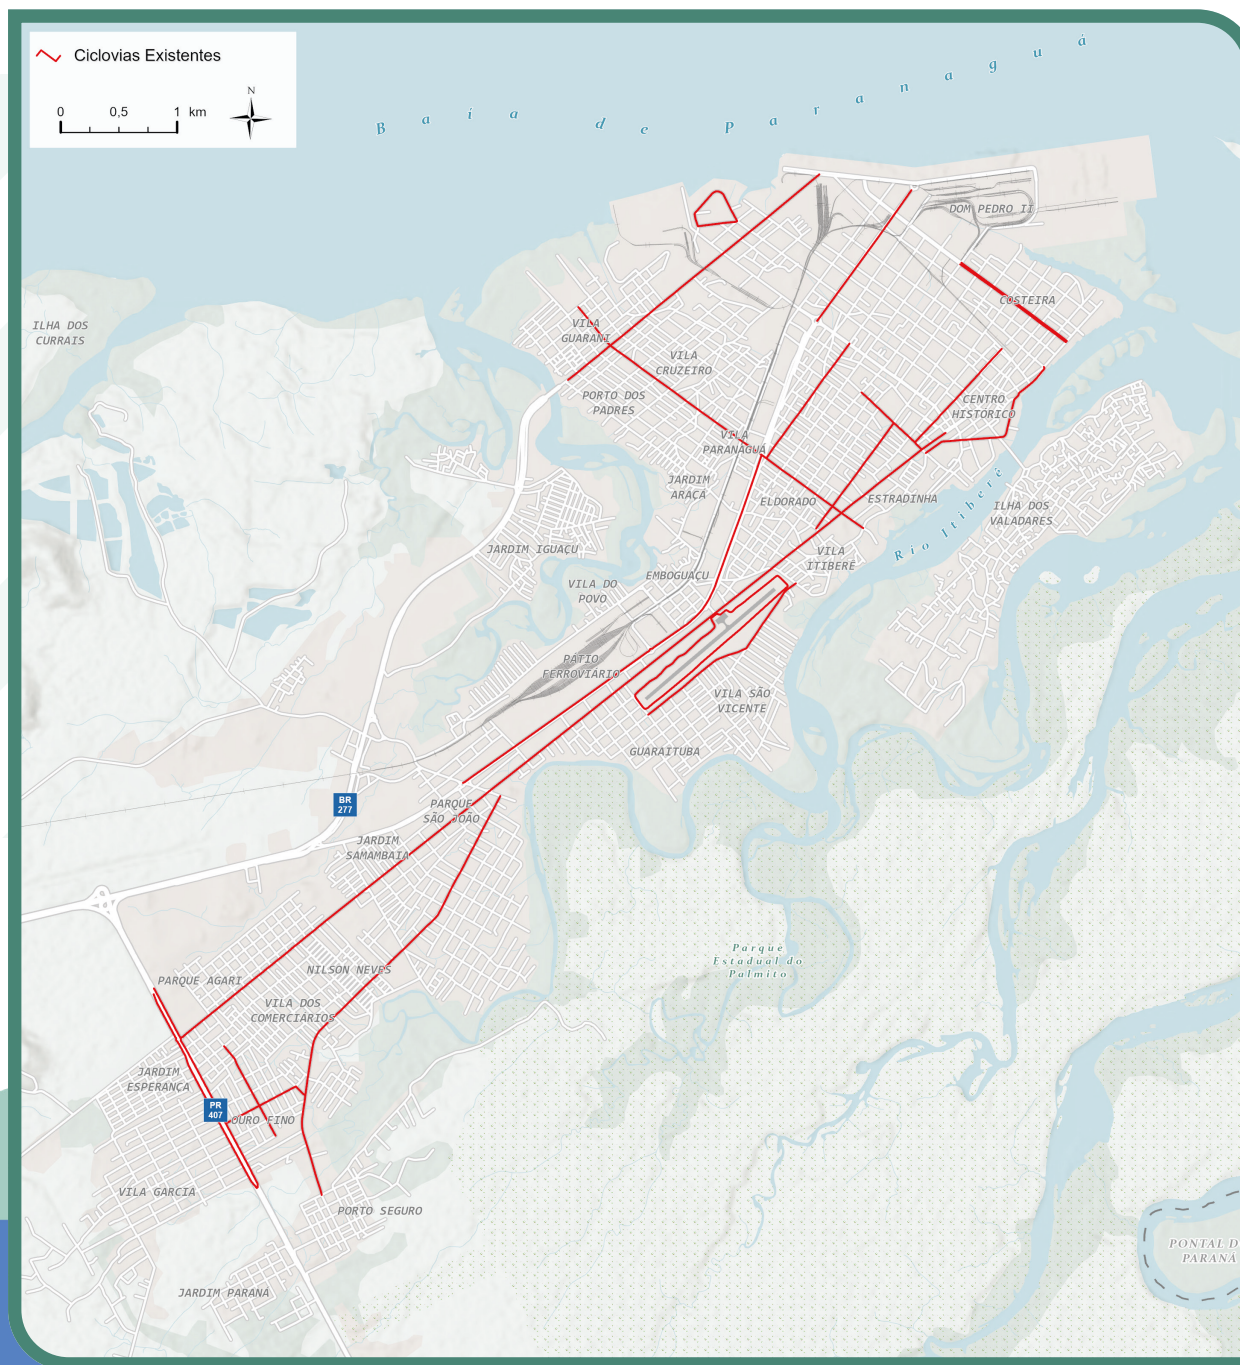 Ciclovias Existentes
N
0 0,5 1 km
Baia de Paranaguá
DOM PEDRO II
COSTEIRA
ILHA DOS
CURRAIS
VILA
GUARANI
VILA
CRUZEIRO
PORTO DOS
PADRES
CENTRO
HISTÓRICO
VILA
PARANAGUÁ
JARDIM
ARAÇÁ
ELDORADO
ESTRADINHA
ILHA DOS
VALADARES
Rio Itiberê
JARDIM IGUAÇU
VILA
ITIBERÊ
EMBOGUAÇU
VILA DO
POVO
PÁTIO
FERROVIÁRIO
VILA SÃO
VICENTE
GUARAITUBA
BR
277
PARQUE
SÃO JOÃO
JARDIM
SAMAMBAIA
Parque
Estadual do
Palmito
PARQUE AGARI
NILSON NEVES
VILA DOS
COMERCIÁRIOS
JARDIM
ESPERANÇA
PR
407
OURO FINO
VILA GARCIA
PORTO SEGURO
PONTAL D
PARANÁ
JARDIM PARANÁ